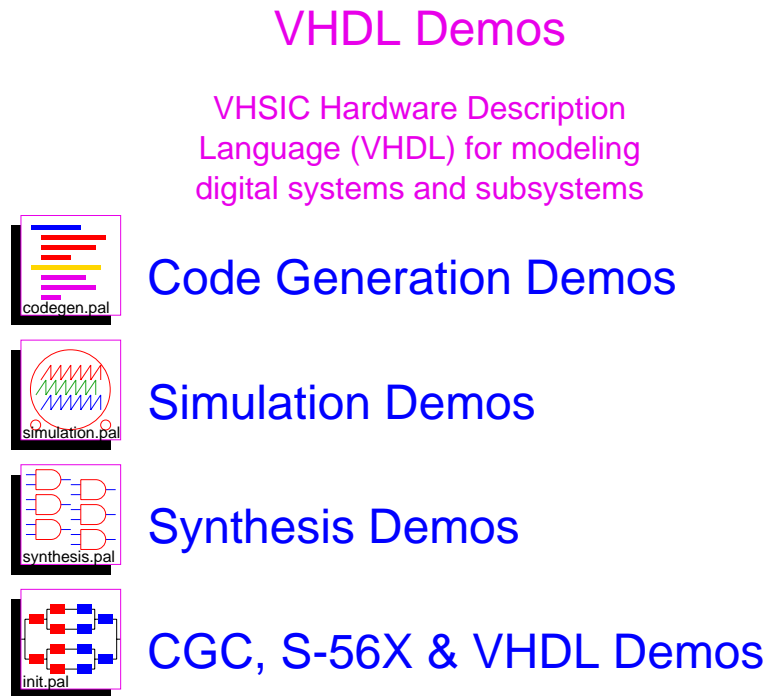 VHDL Demos
VHSIC Hardware Description
Language (VHDL) for modeling
digital systems and subsystems
codegen.pal
Code Generation Demos
simulation.pal
Simulation Demos
synthesis.pal
Synthesis Demos
init.pal
CGC, S-56X & VHDL Demos